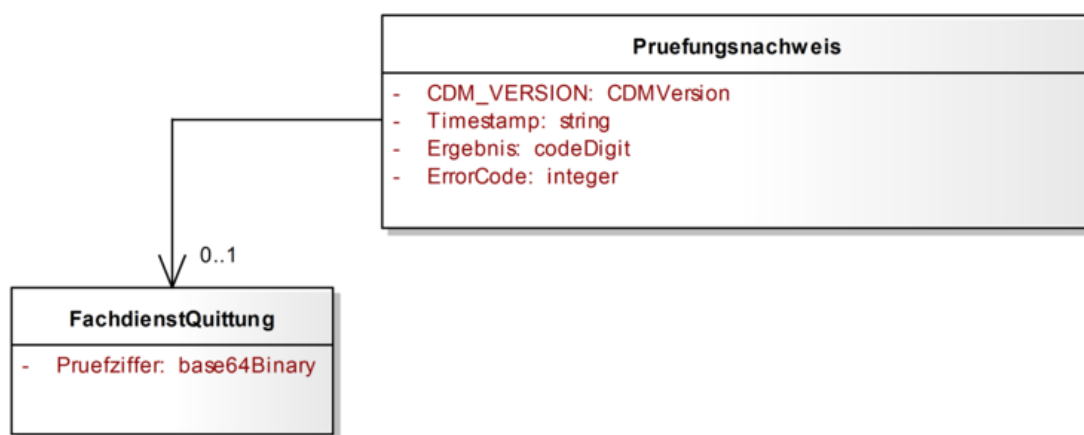 Pruefungsnachweis
- CDM_VERSION: CDMVersion
- Timestamp: string
- Ergebnis: codeDigit
- ErrorCode: integer
0..1
FachdienstQuittung
- Pruefziffer: base64Binary